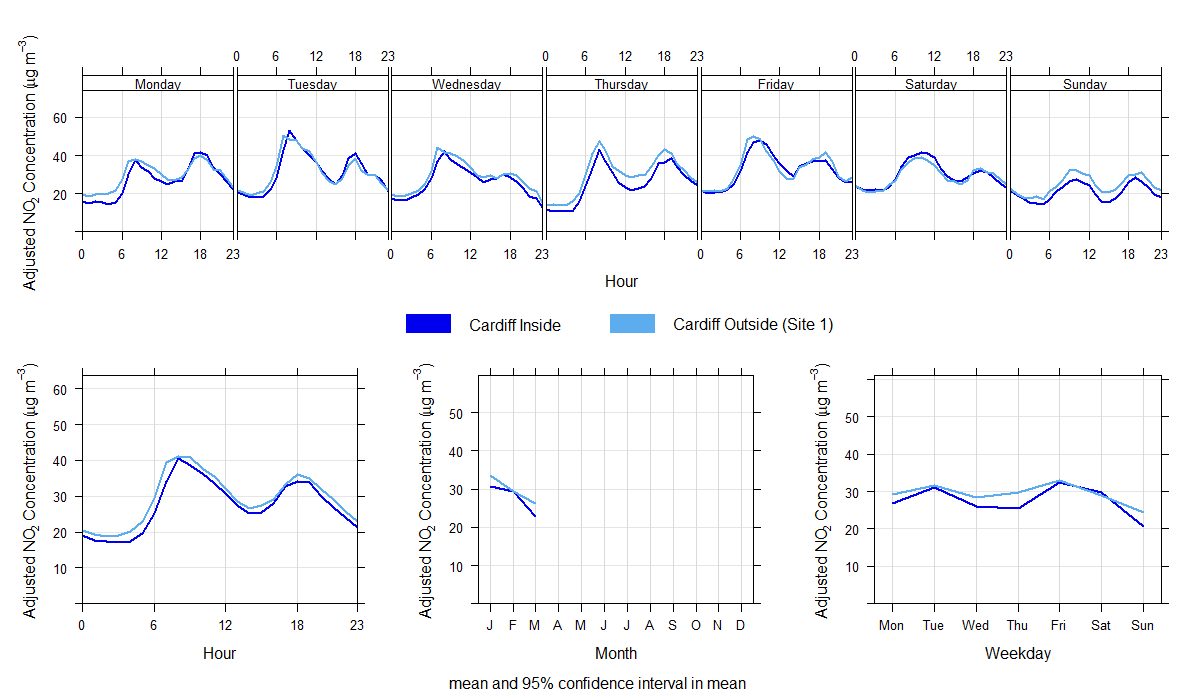 0 6 12 18 23 0 6 12 18 23 0 6 12 18 23
Monday Tuesday Wednesday Thursday Friday Saturday Sunday
Adjusted NO2 Concentration (µg m−3)
60
40
20
0 6 12 18 23 0 6 12 18 23 0 6 12 18 23 0 6 12 18 23
Hour
Cardiff Inside Cardiff Outside (Site 1)
Adjusted NO2 Concentration (µg m−3)
60
50
40
30
20
10
0 6 12 18 23
Hour
Adjusted NO2 Concentration (µg m−3)
50
40
30
20
10
J F M A M J J A S O N D
Month
Adjusted NO2 Concentration (µg m−3)
50
40
30
20
10
Mon Tue Wed Thu Fri Sat Sun
Weekday
mean and 95% confidence interval in mean